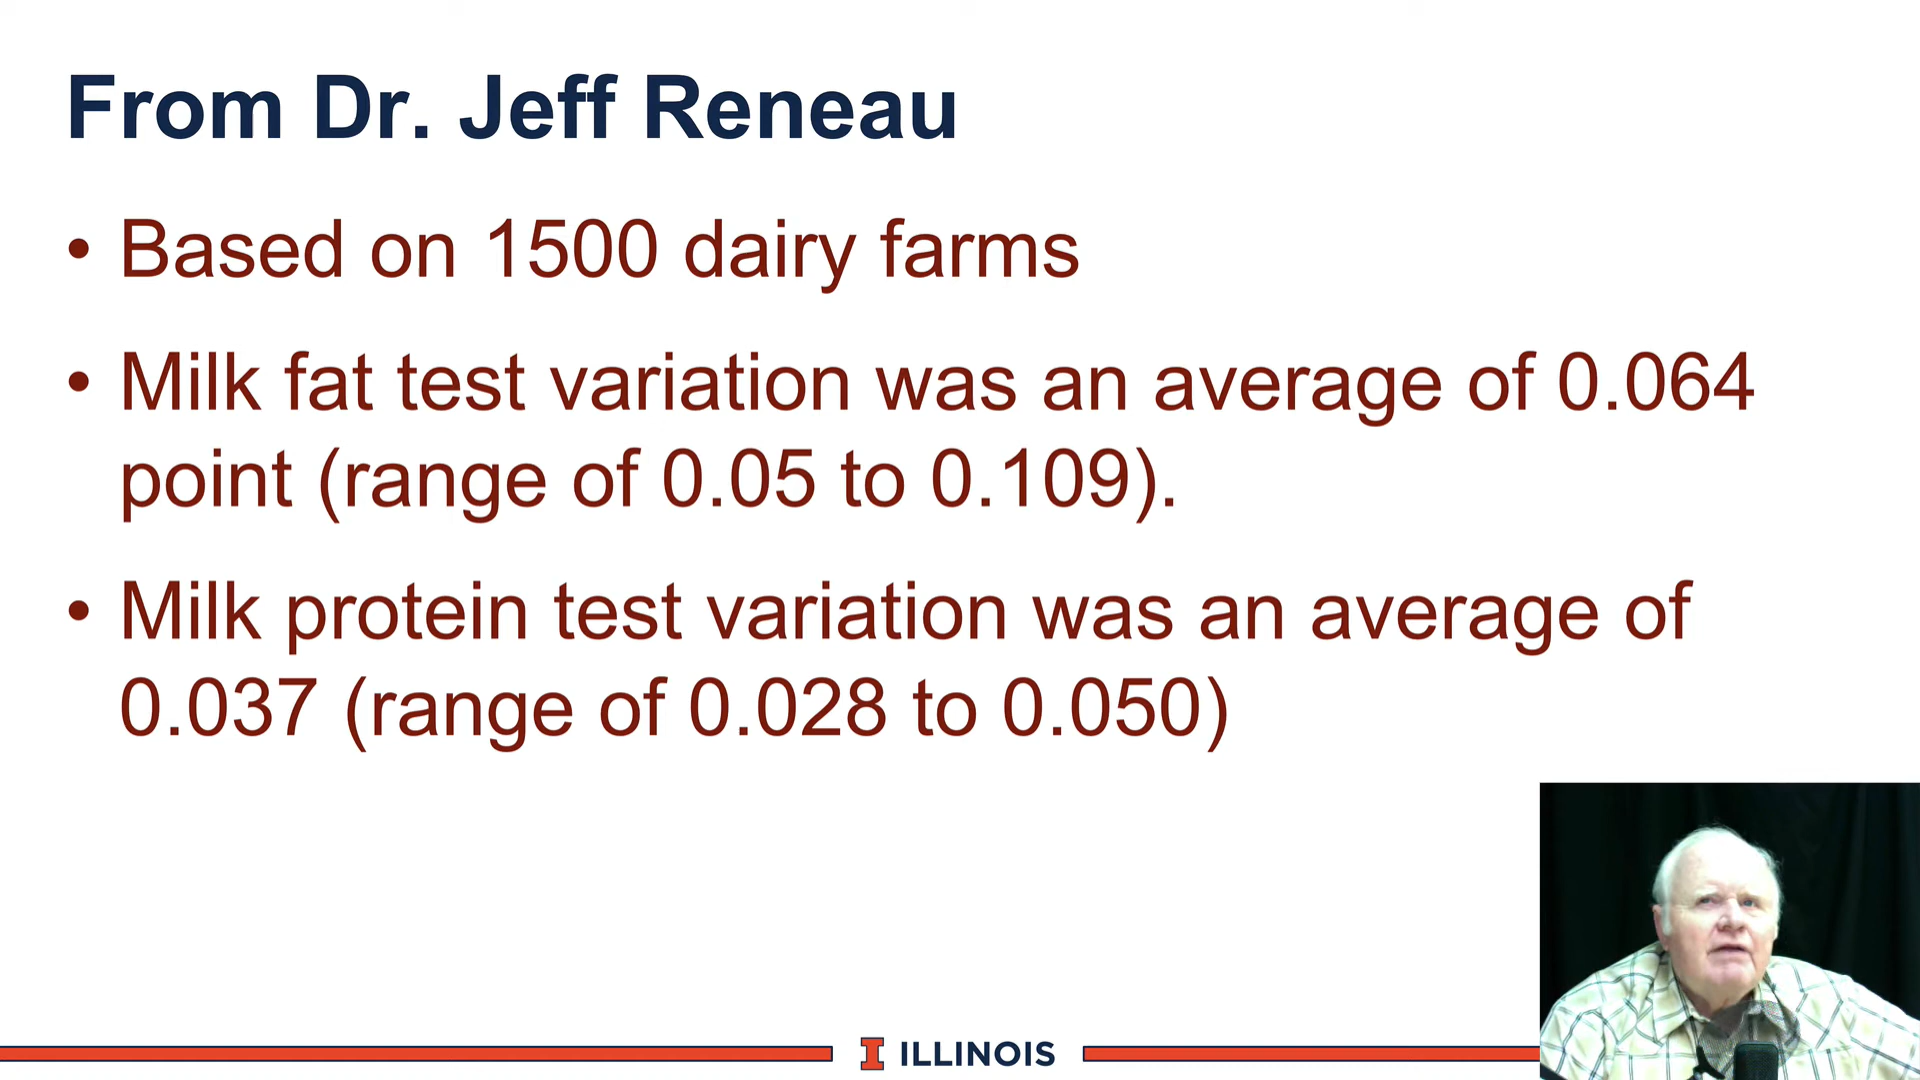 From Dr. Jeff Reneau
• Based on 1500 dairy farms
• Milk fat test variation was an average of 0.064
point (range of 0.05 to 0.109).
• Milk protein test variation was an average of
0.037 (range of 0.028 to 0.050)
I ILLINOIS